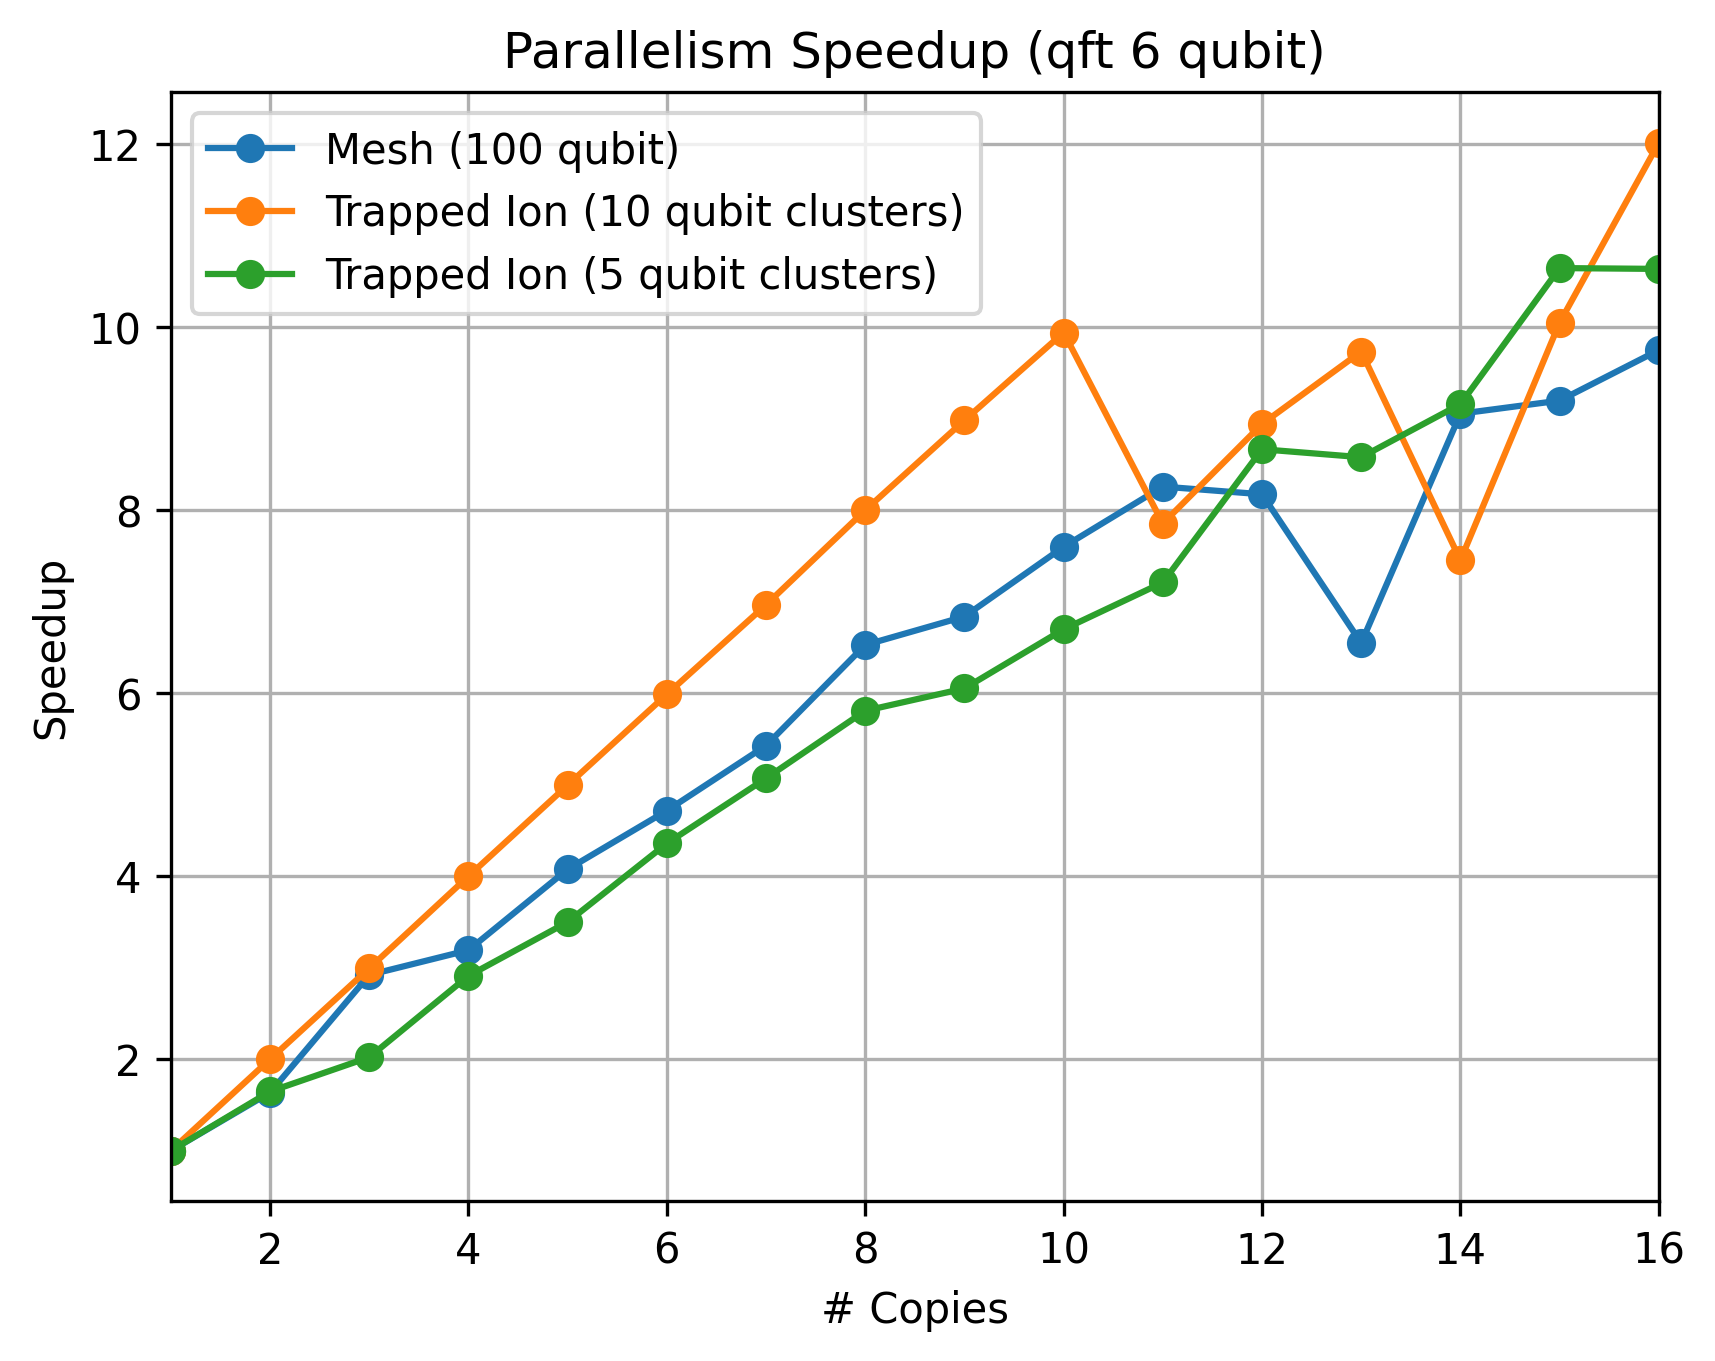 Parallelism Speedup (qft 6 qubit)
Mesh (100 qubit)
Trapped Ion (10 qubit clusters)
Trapped Ion (5 qubit clusters)
12
10
8
6
4
2
Speedup
2 4 6 8 10 12 14 16
# Copies